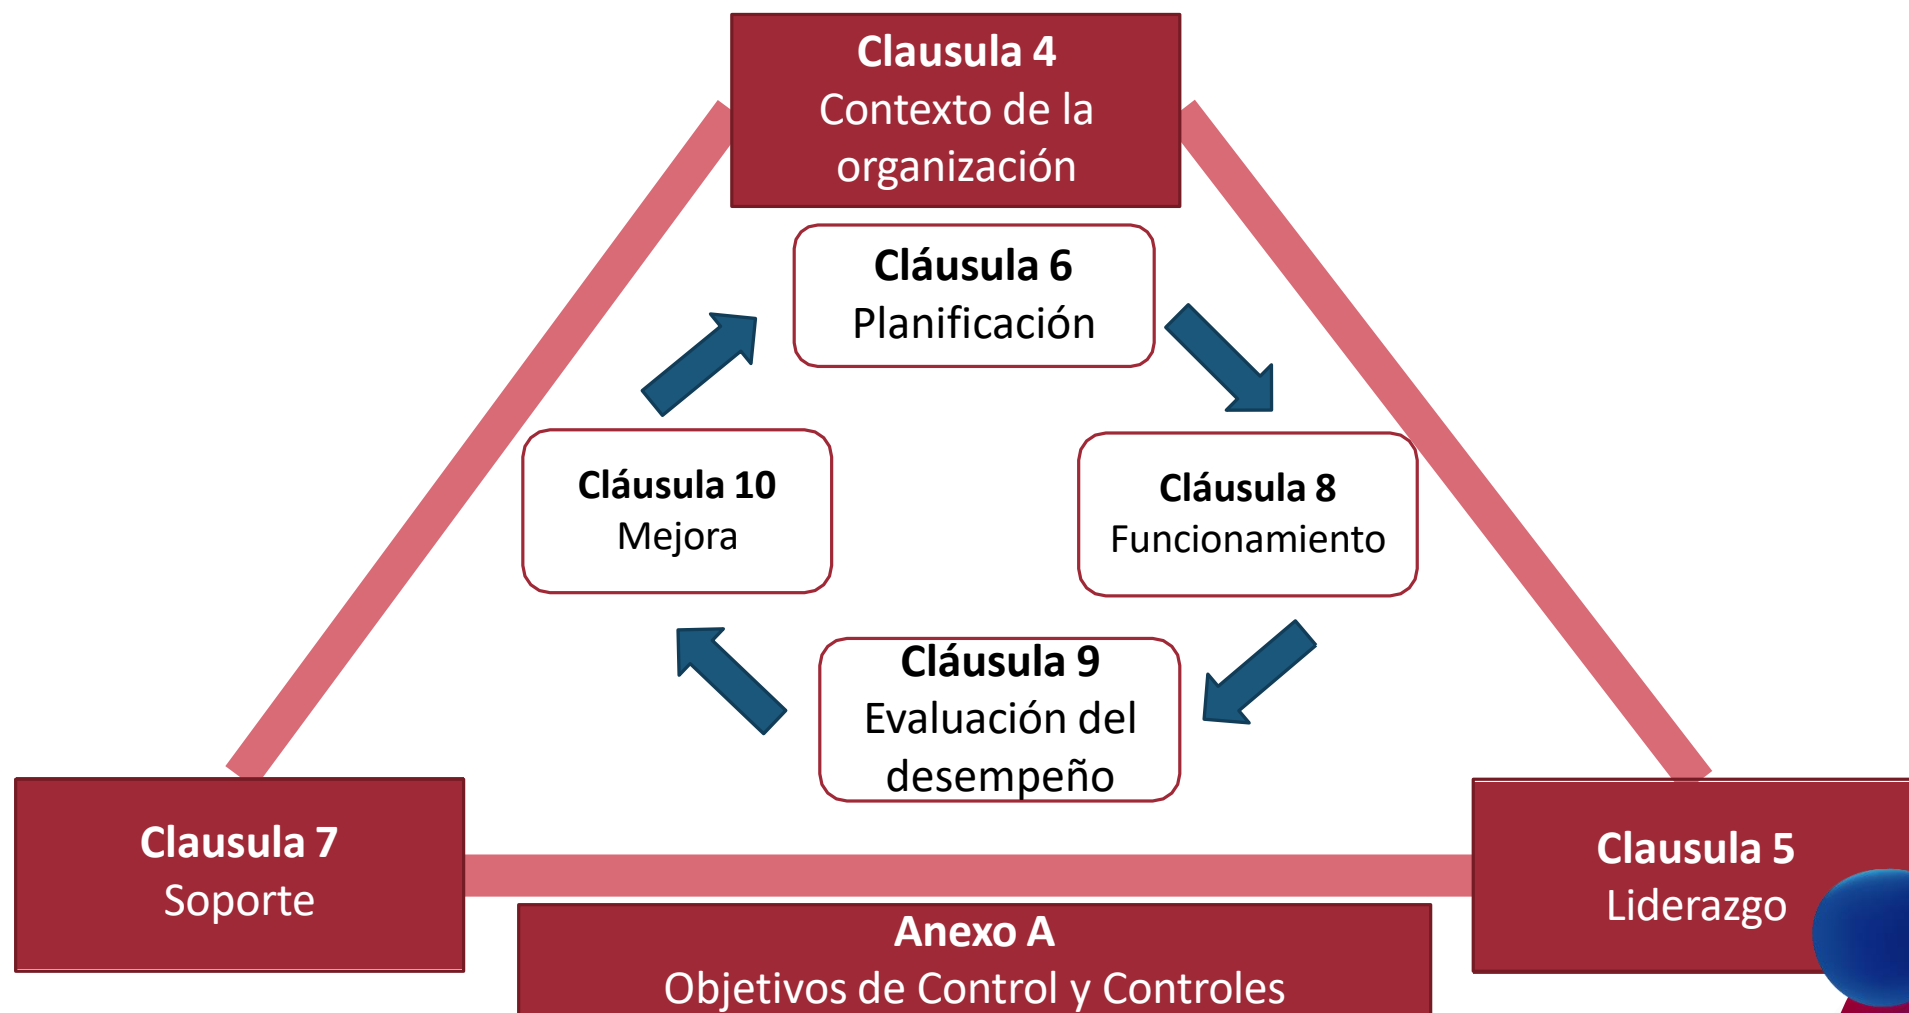 Clausula 4
Contexto de la
organización
Cláusula 6
Planificación
Cláusula 10
Mejora
Cláusula 8
Funcionamiento
Cláusula 9
Evaluación del
desempeño
Clausula 7
Soporte
Clausula 5
Liderazgo
Anexo A
Objetivos de Control y Controles